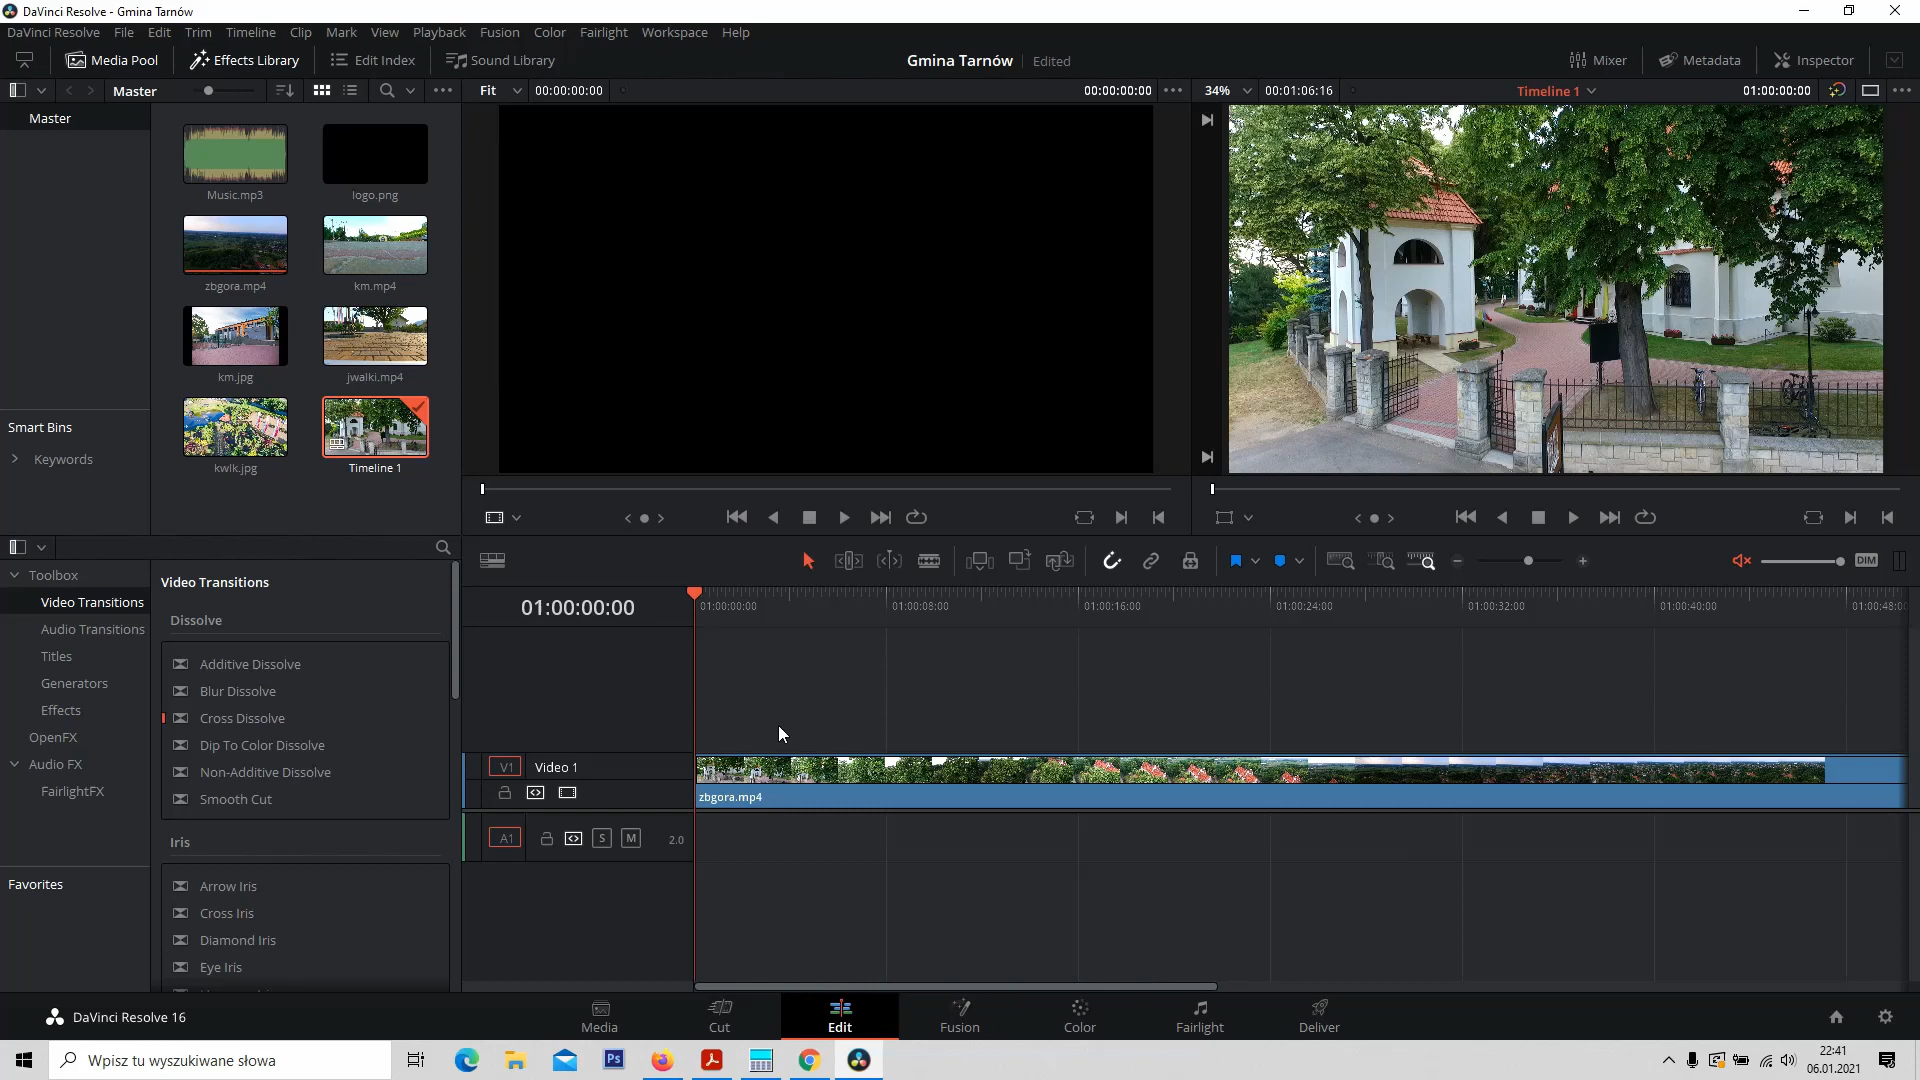 DaVinci Resolve - Gmina Tarnów
DaVinci Resolve File Edit Trim Timeline Clip Mark View Playback Fusion Color Fairlight Workspace Help
Media Pool Effects Library Edit Index Sound Library Gmina Tarnów Edited Mixer Metadata Inspector
Master Fit 00:00:00:00 00:00:00:00 34% 00:01:06:16 Timeline 1 01:00:00:00
Master
Music.mp3 logo.png
zbgora.mp4 km.mp4
km.jpg jwalki.mp4
kwlk.jpg Timeline 1
Smart Bins
Keywords
Toolbox
Video Transitions
Audio Transitions
Titles
Generators
Effects
OpenFX
Audio FX
FairlightFX
Favorites
Video Transitions
Dissolve
Additive Dissolve
Blur Dissolve
Cross Dissolve
Dip To Color Dissolve
Non-Additive Dissolve
Smooth Cut
Iris
Arrow Iris
Cross Iris
Diamond Iris
Eye Iris
DIM
01:00:00:00 01:00:00:00 01:00:08:00 01:00:16:00 01:00:24:00 01:00:32:00 01:00:40:00 01:00:48:00
V1 Video 1
zbgora.mp4
A1 S M 2.0
DaVinci Resolve 16 Media Cut Edit Fusion Color Fairlight Deliver
Wpisz tu wyszukiwane słowa Ps 22:41
06.01.2021